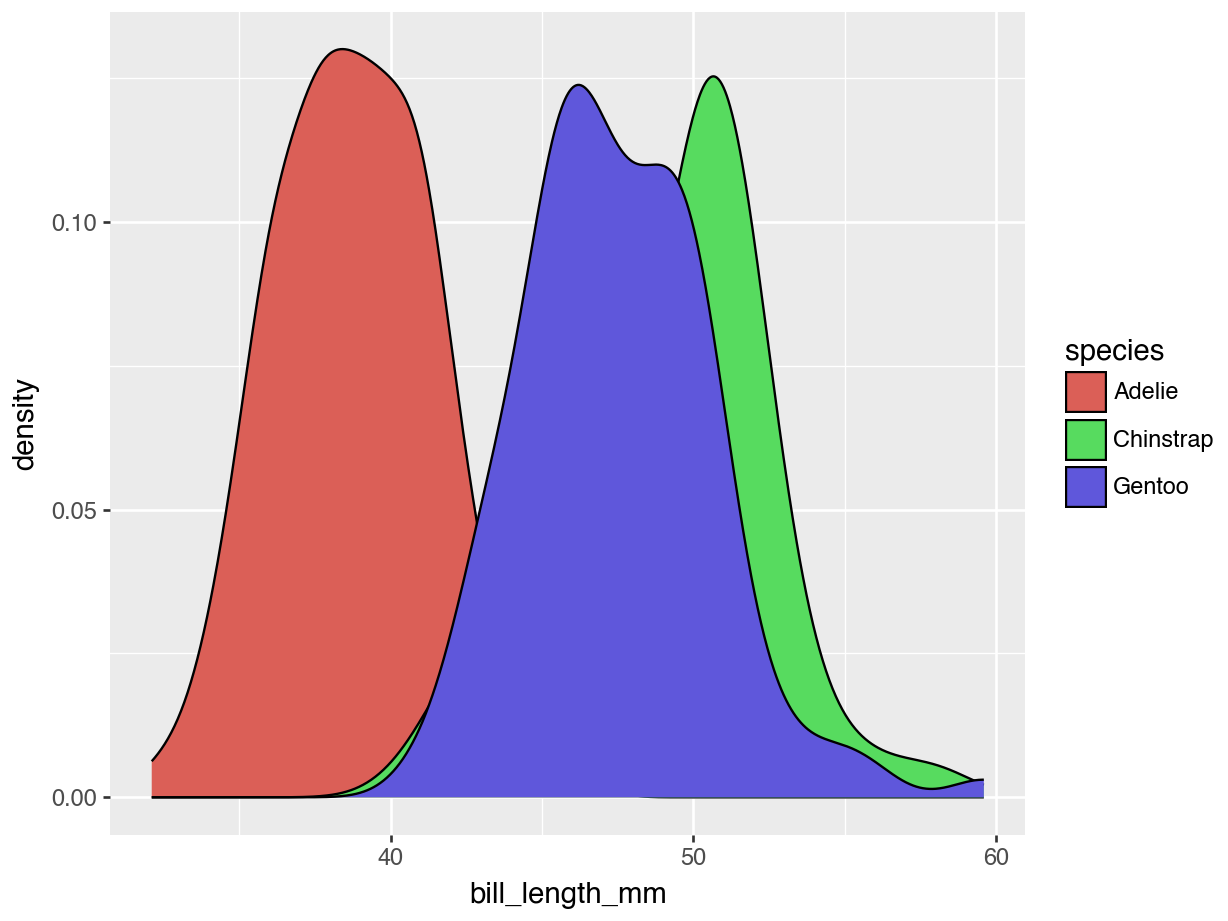 density
0.10
0.05
0.00
40
50
60
bill_length_mm
species
Adelie
Chinstrap
Gentoo